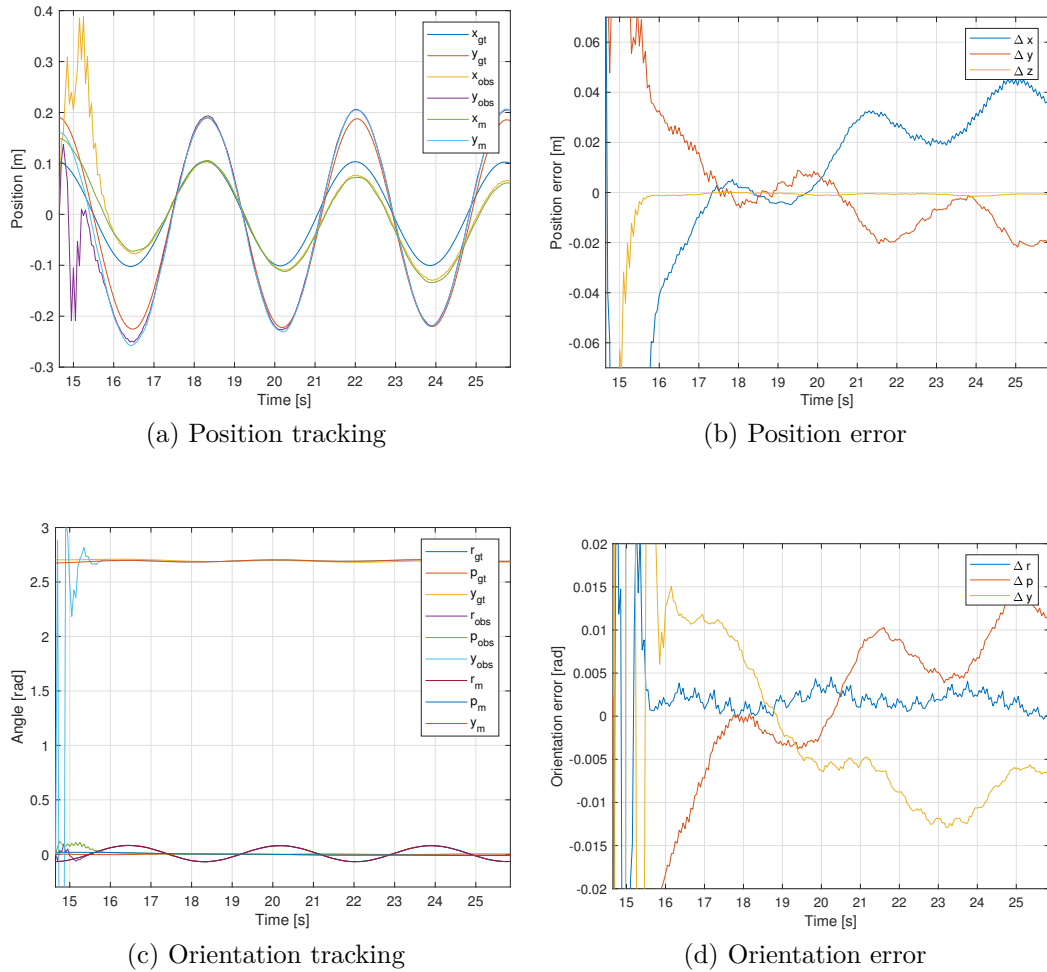 0.4
0.3
0.2
0.1
0
-0.1
-0.2
-0.3
Position [m]
x_gt
y_gt
x_obs
y_obs
x_m
y_m
15 16 17 18 19 20 21 22 23 24 25
Time [s]
(a) Position tracking
0.06
0.04
0.02
0
-0.02
-0.04
-0.06
Position error [m]
Δ x
Δ y
Δ z
15 16 17 18 19 20 21 22 23 24 25
Time [s]
(b) Position error
3
2.5
2
1.5
1
0.5
0
Angle [rad]
r_gt
p_gt
y_gt
r_obs
p_obs
y_obs
r_m
p_m
y_m
15 16 17 18 19 20 21 22 23 24 25
Time [s]
(c) Orientation tracking
0.02
0.015
0.01
0.005
0
-0.005
-0.01
-0.015
-0.02
Orientation error [rad]
Δ r
Δ p
Δ y
15 16 17 18 19 20 21 22 23 24 25
Time [s]
(d) Orientation error